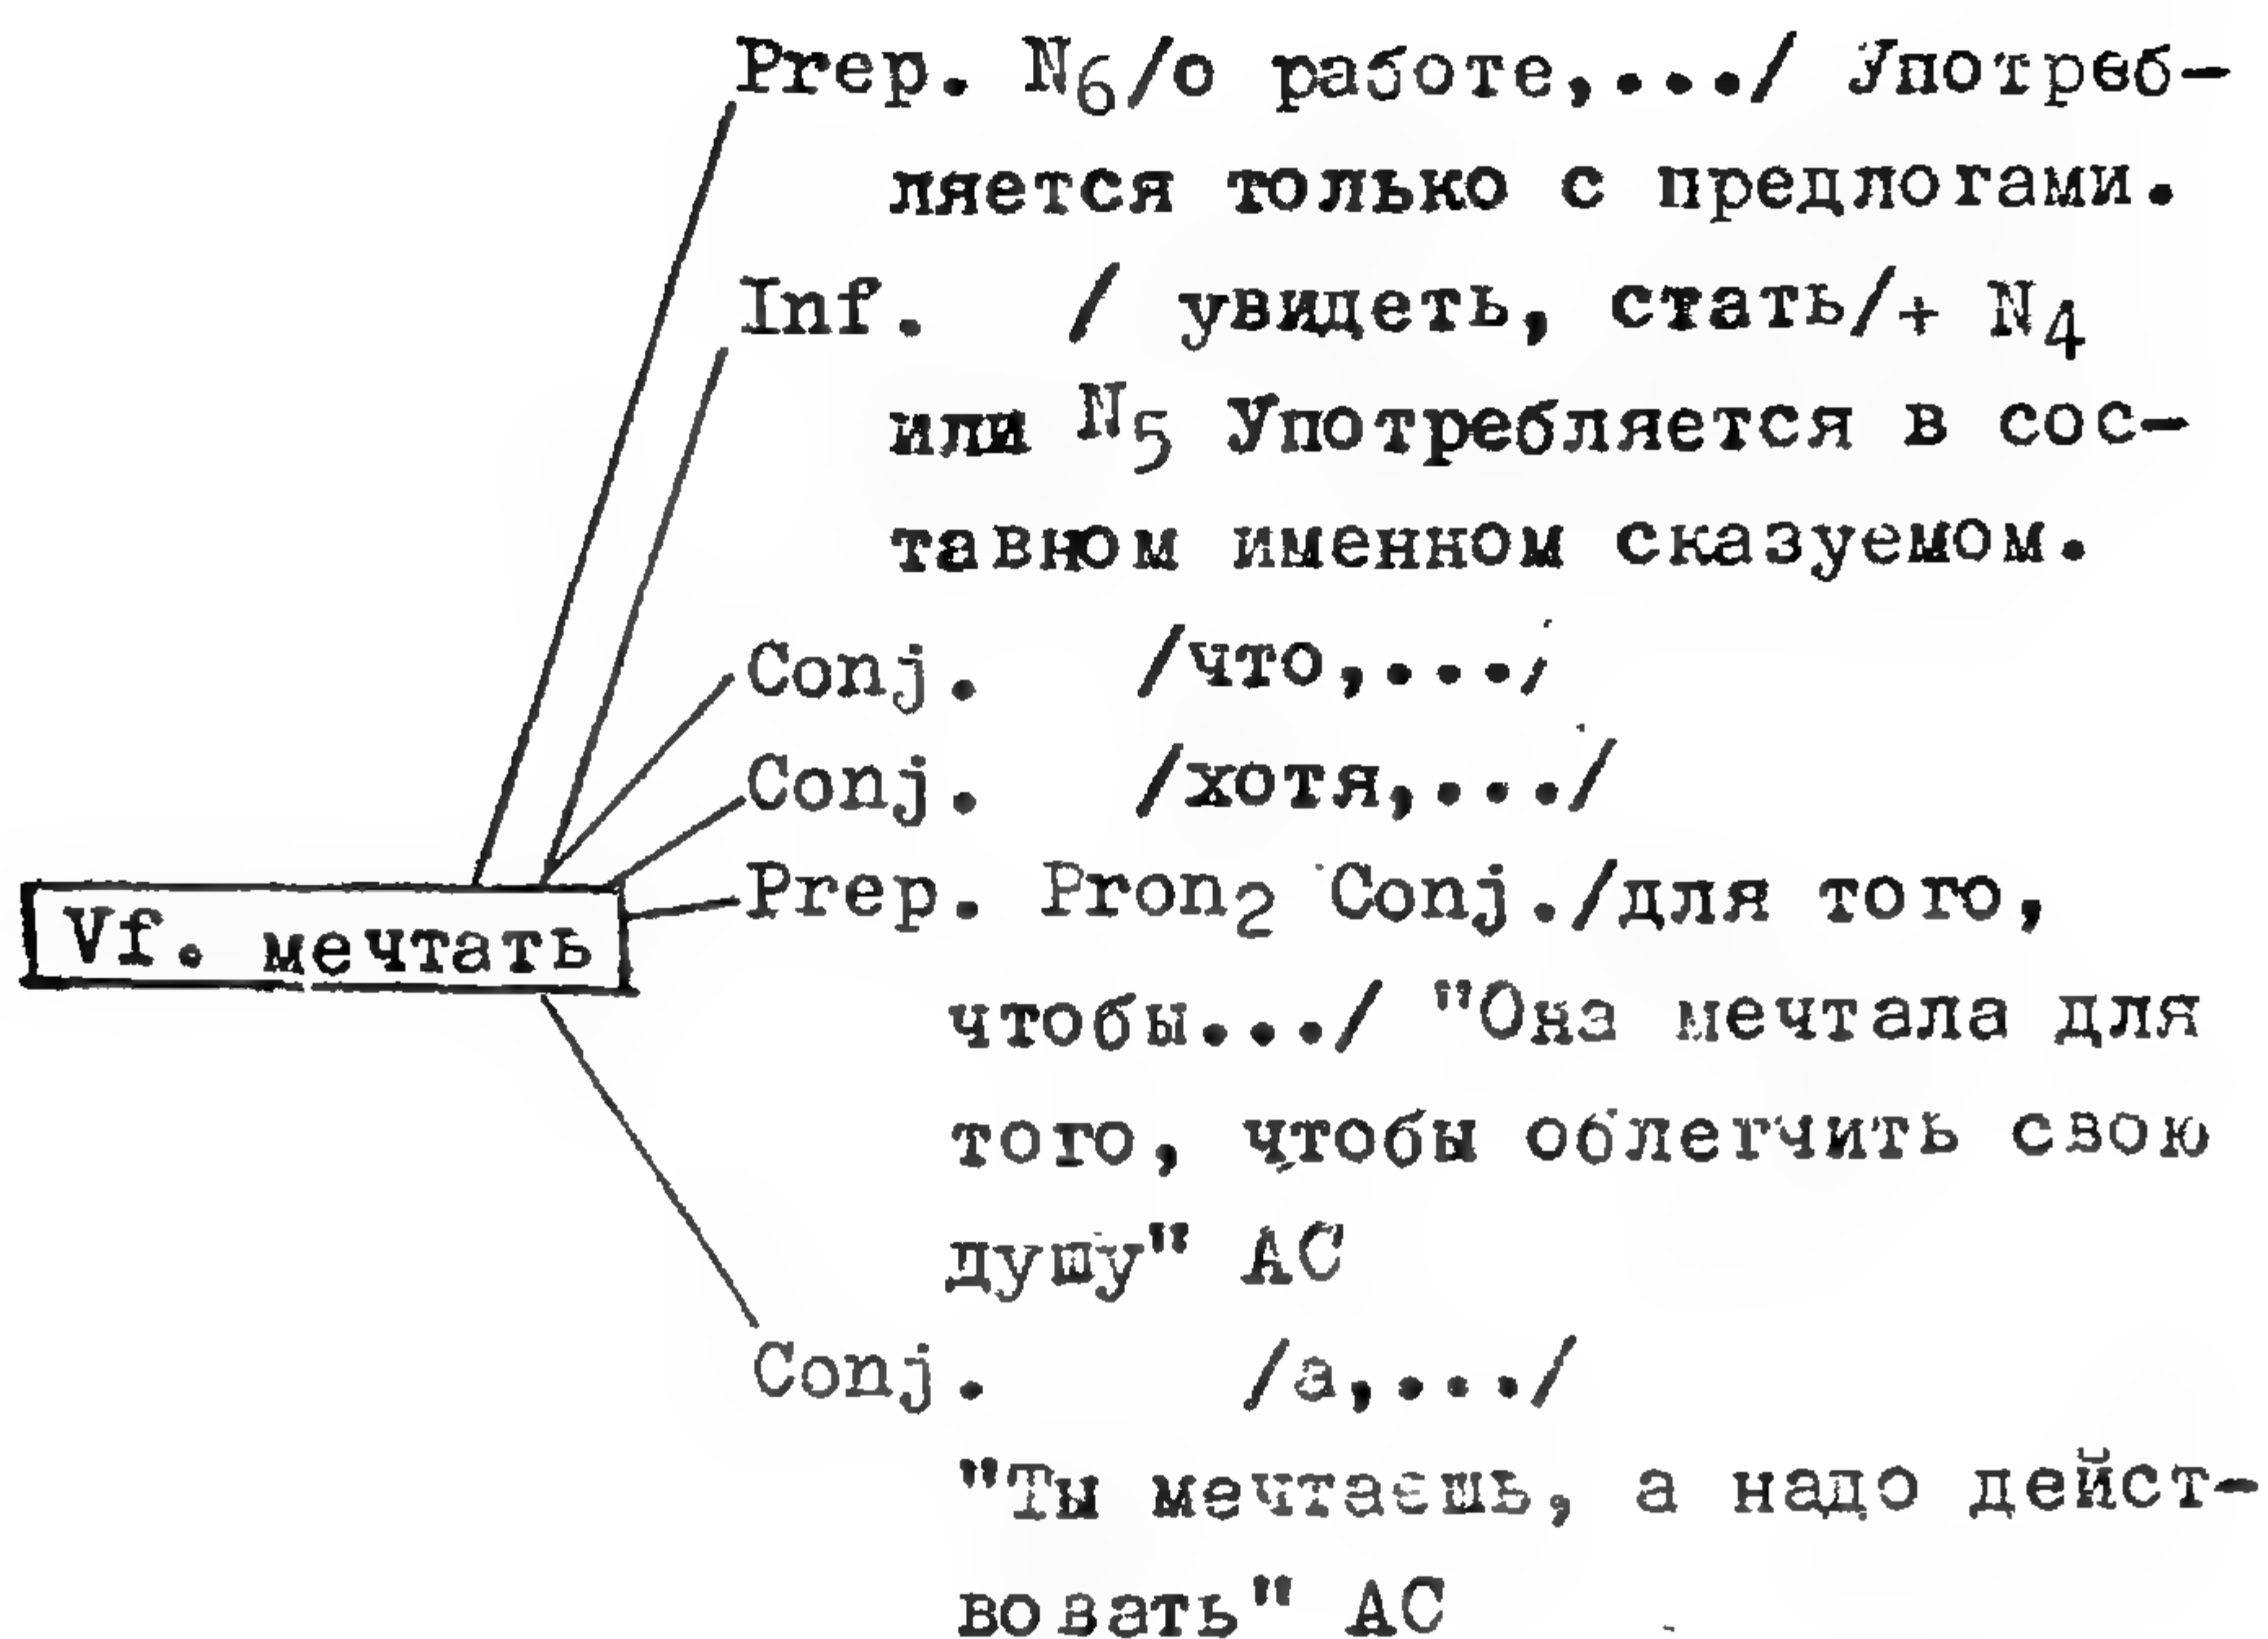 Prep. N6/о работе,.../ Употреб-
ляется только с предлогами.
Inf. / увидеть, стать/+ N4
или N5 Употребляется в сос-
тавном именном сказуемом.
Conj. /что,.../
Conj. /хотя,.../
Prep. Pron2 Conj./для того,
Vf. мечтать
чтобы.../ "Она мечтала для
того, чтобы облегчить свою
душу" АС
Conj. /а,.../
"Ты мечтаешь, а надо дейст-
вовать" АС